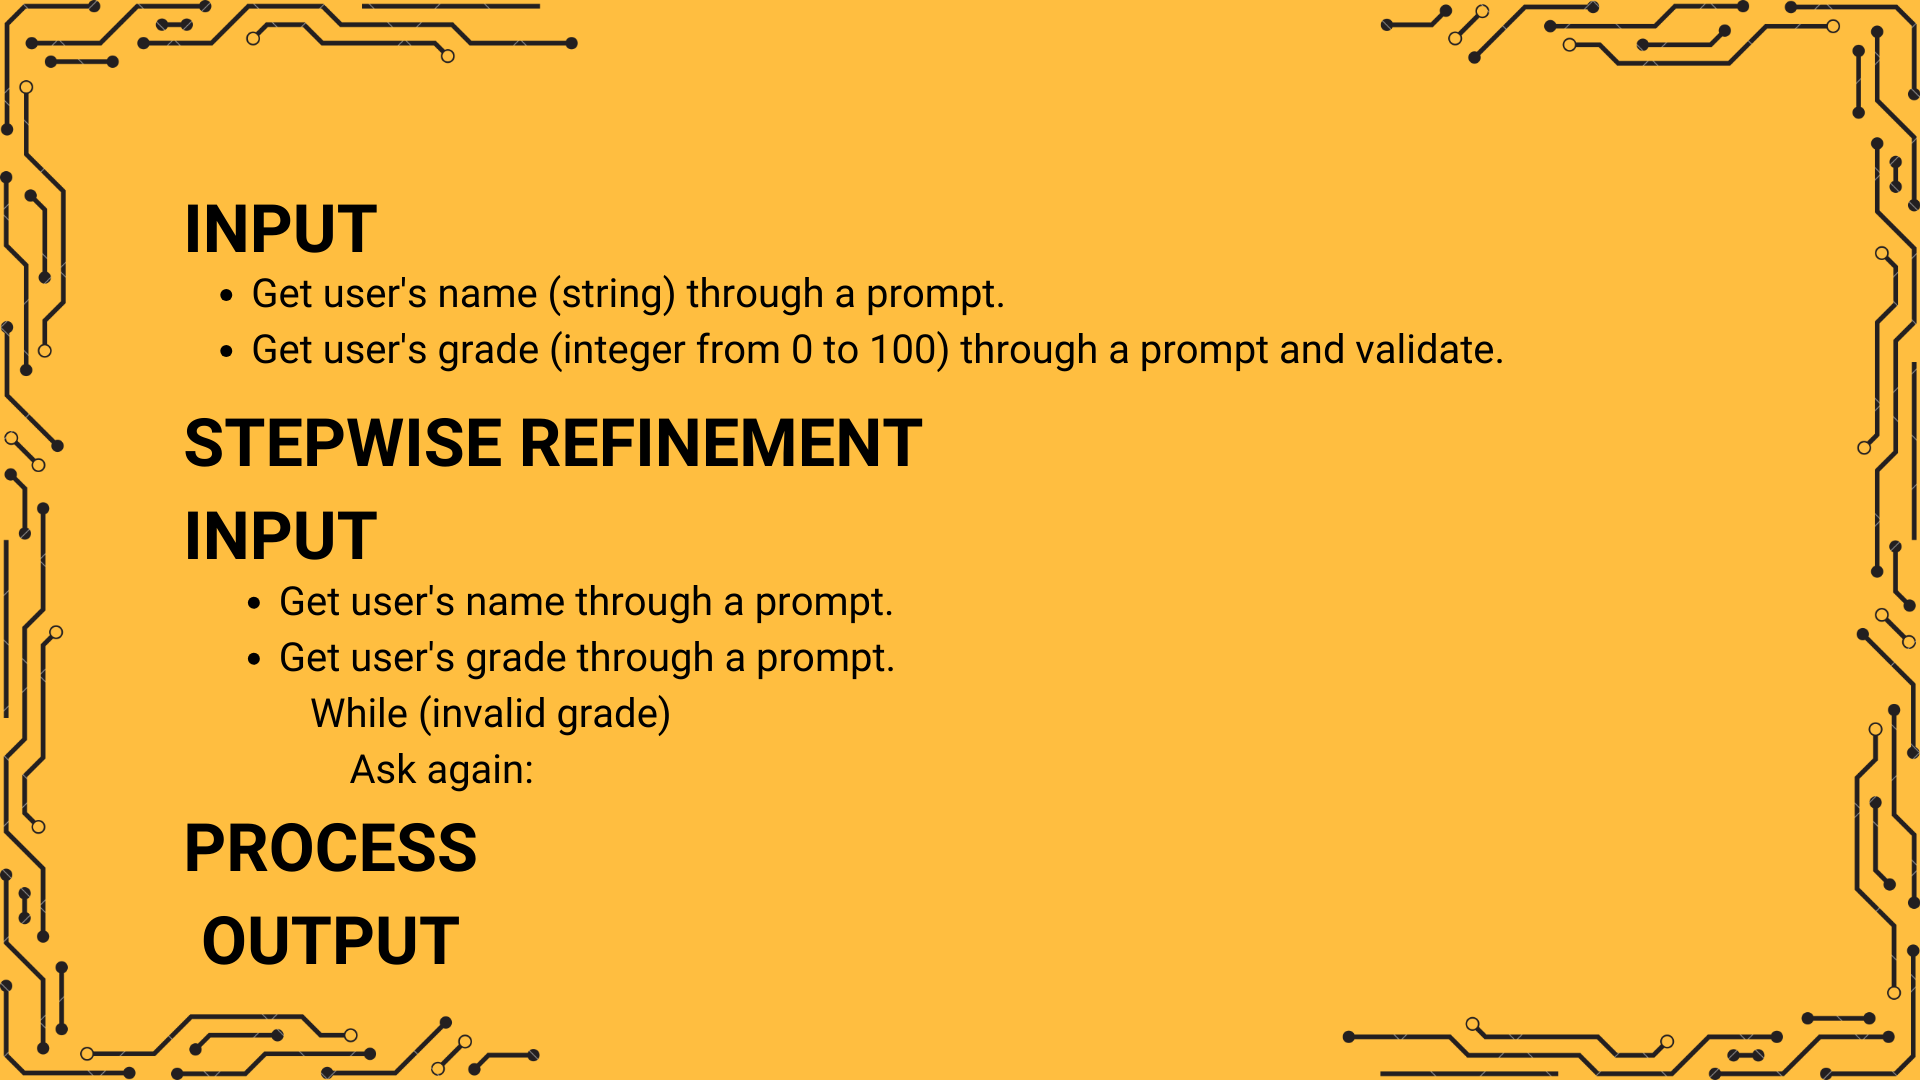 INPUT
• Get user's name (string) through a prompt.
• Get user's grade (integer from 0 to 100) through a prompt and validate.
STEPWISE REFINEMENT
INPUT
• Get user's name through a prompt.
• Get user's grade through a prompt.
While (invalid grade)
Ask again:
PROCESS
OUTPUT